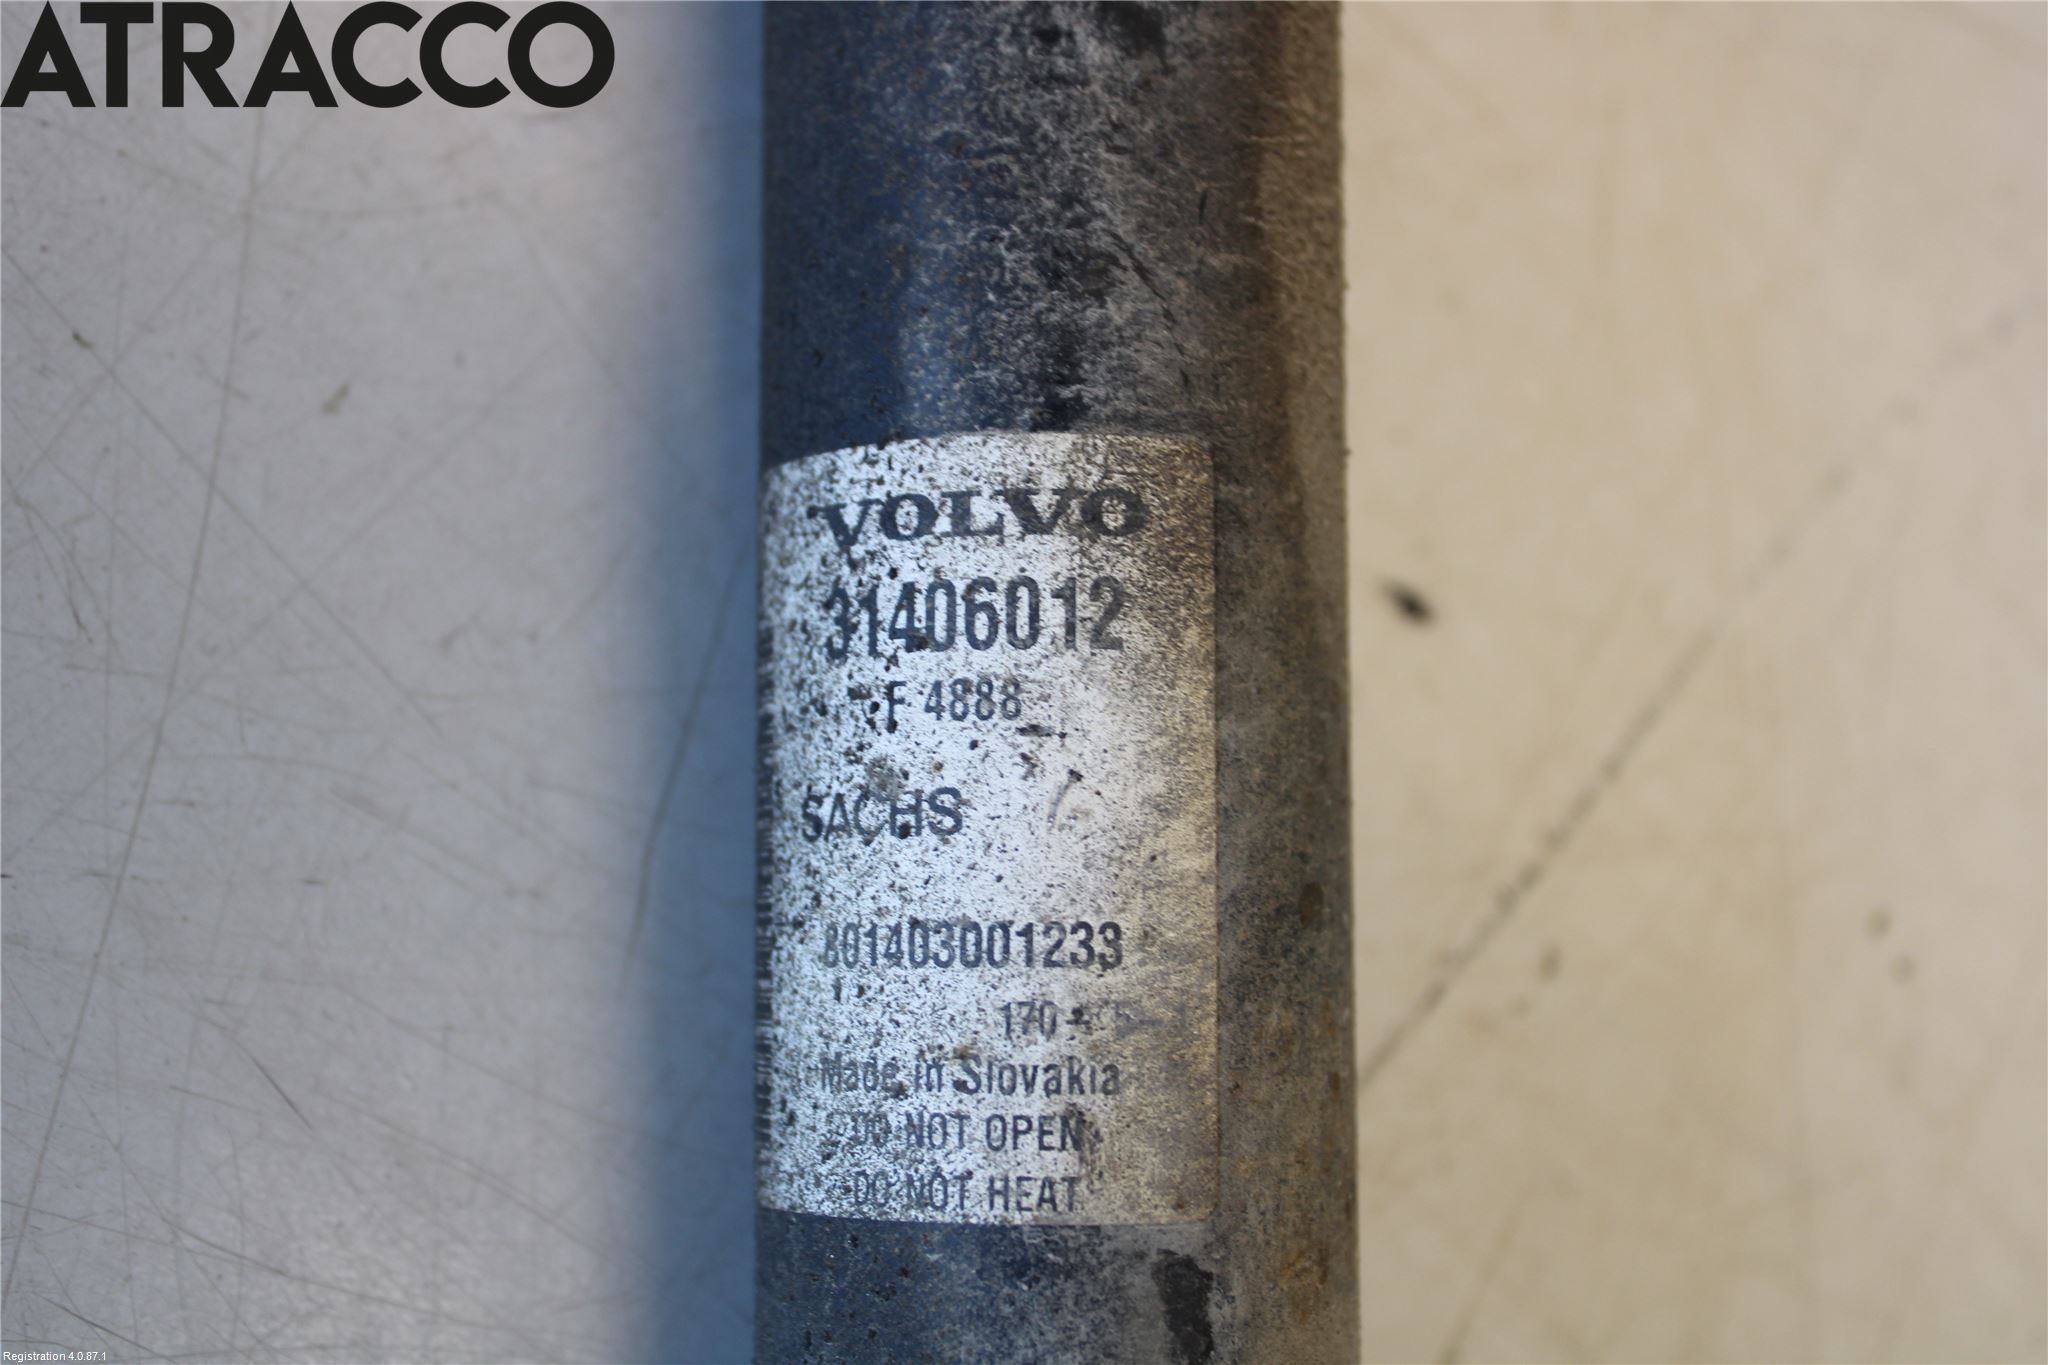 ATRACCO
VOLVO
31406012
F 4888
SACHS
801403001233
170
Made in Slovakia
DO NOT OPEN
DO NOT HEAT
Registration 4.0.87.1